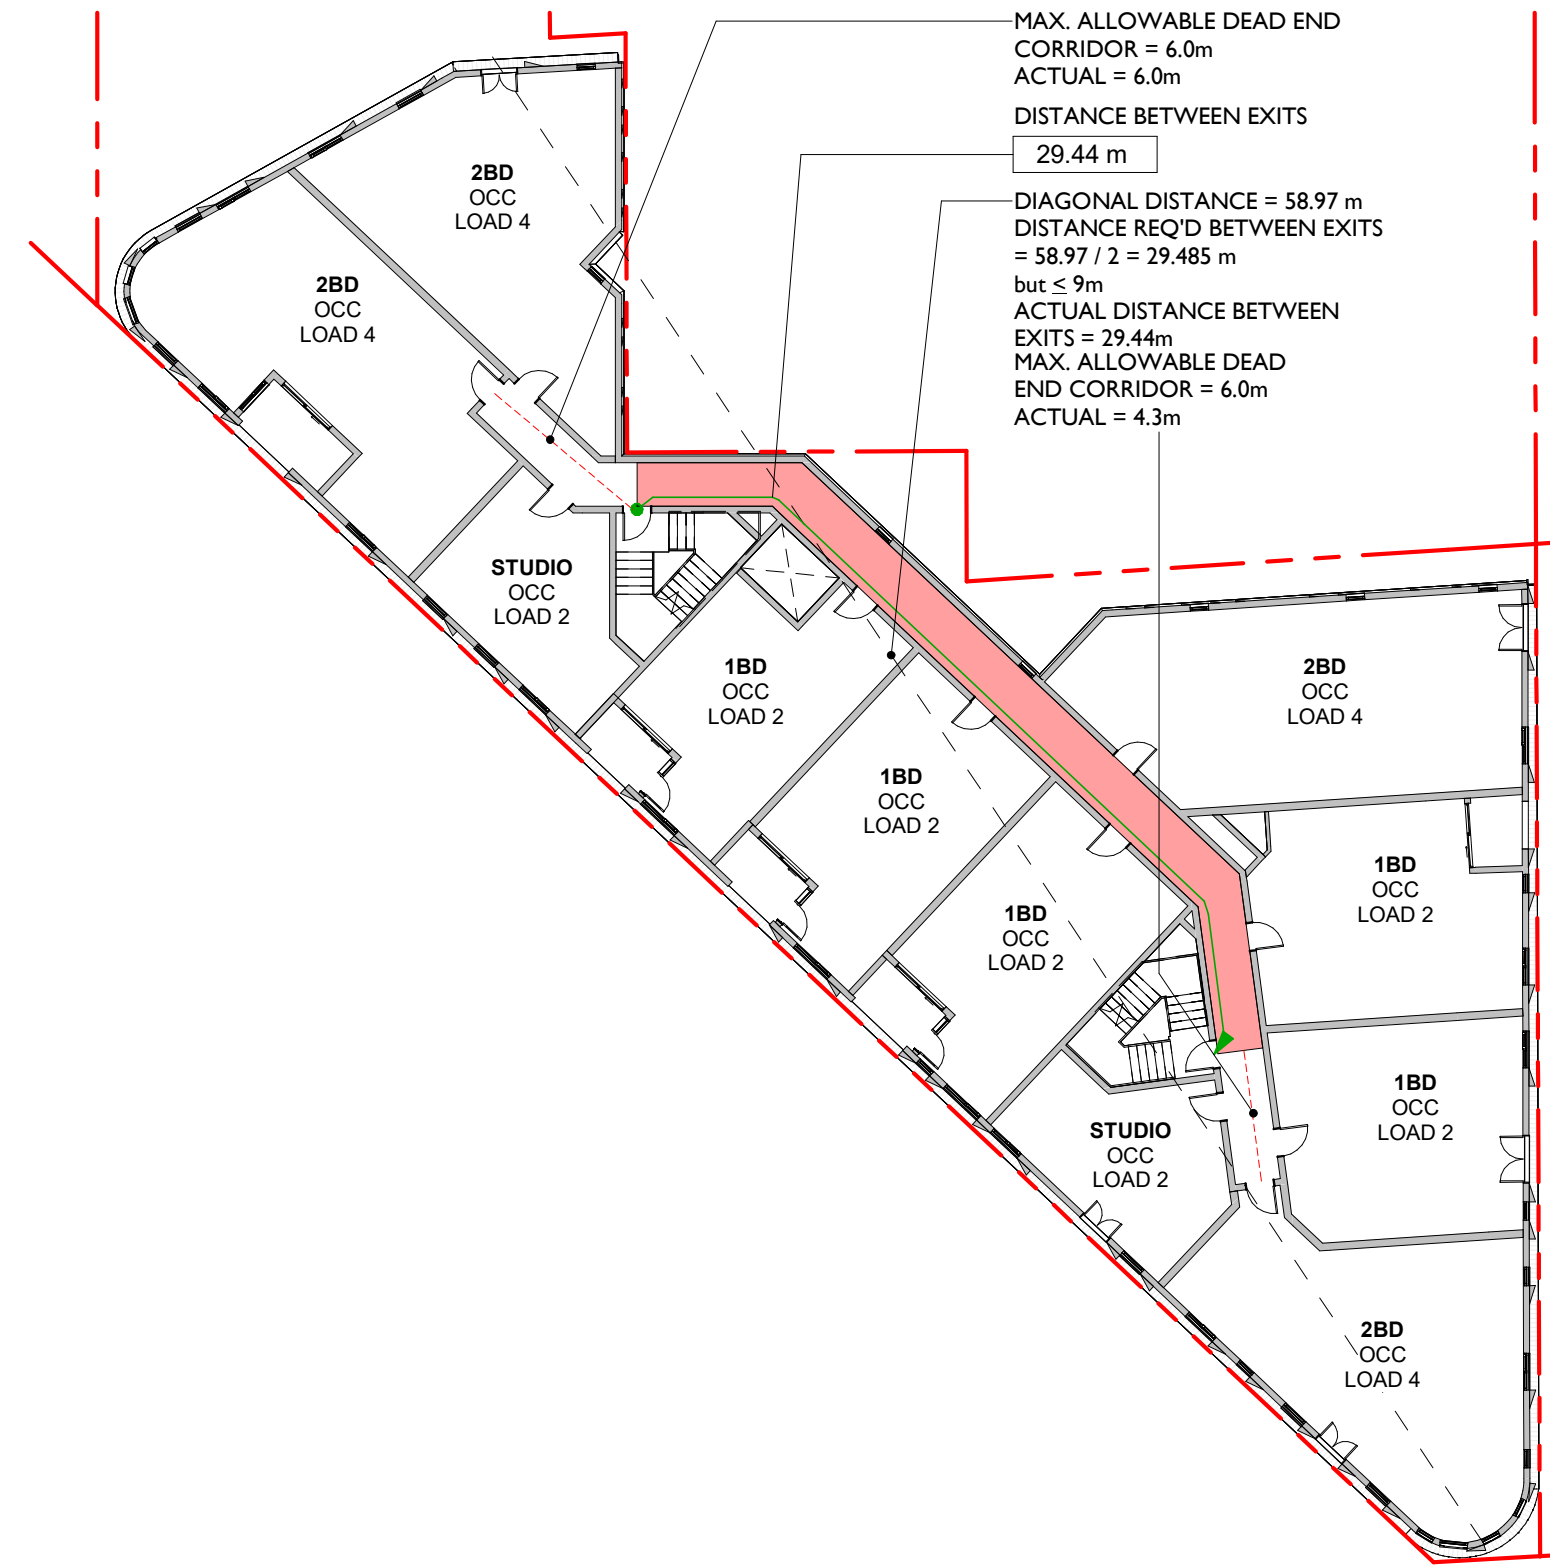 MAX. ALLOWABLE DEAD END
CORRIDOR = 6.0m
ACTUAL = 6.0m
DISTANCE BETWEEN EXITS
29.44 m
DIAGONAL DISTANCE = 58.97 m
DISTANCE REQ'D BETWEEN EXITS
= 58.97 / 2 = 29.485 m
but ≤ 9m
ACTUAL DISTANCE BETWEEN
EXITS = 29.44m
MAX. ALLOWABLE DEAD
END CORRIDOR = 6.0m
ACTUAL = 4.3m
2BD
OCC
LOAD 4
2BD
OCC
LOAD 4
STUDIO
OCC
LOAD 2
1BD
OCC
LOAD 2
2BD
OCC
LOAD 4
1BD
OCC
LOAD 2
1BD
OCC
LOAD 2
1BD
OCC
LOAD 2
1BD
OCC
LOAD 2
STUDIO
OCC
LOAD 2
2BD
OCC
LOAD 4